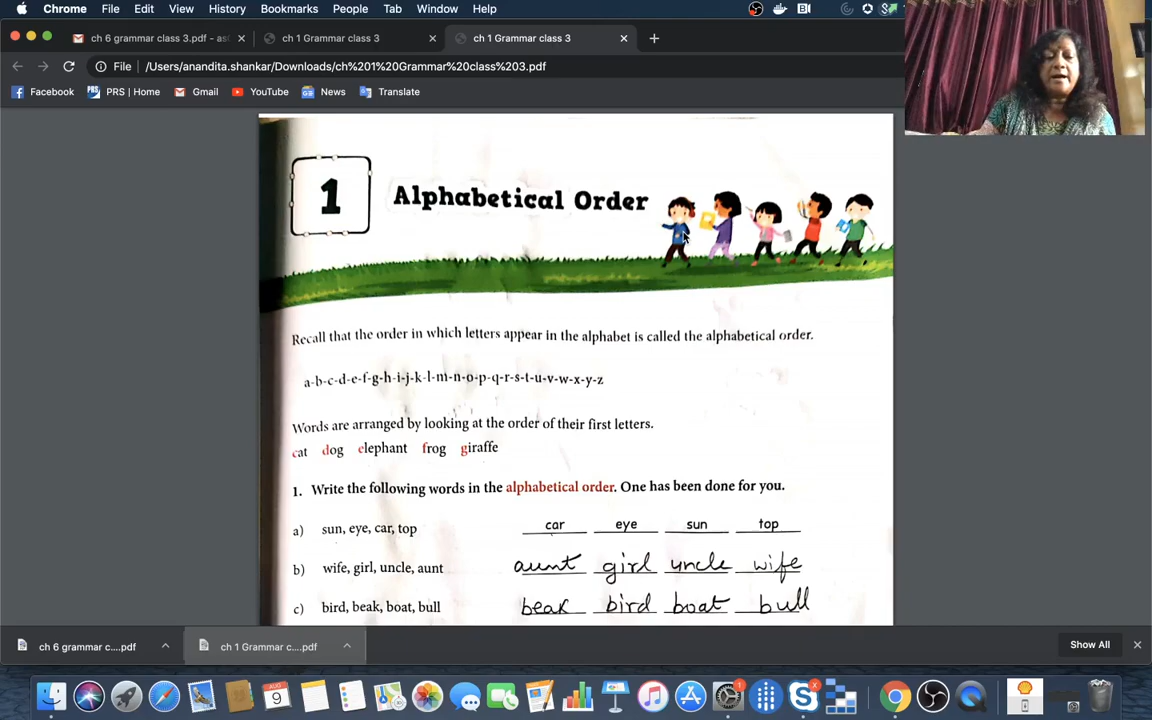 Chrome File Edit View History Bookmarks People Tab Window Help
ch 6 grammar class 3.pdf - as
ch 1 Grammar class 3
ch 1 Grammar class 3
File /Users/anandita.shankar/Downloads/ch%201%20Grammar%20class%203.pdf
Facebook PRS | Home Gmail YouTube News Translate
1 Alphabetical Order
Recall that the order in which letters appear in the alphabet is called the alphabetical order.
a-b-c-d-e-f-g-h-i-j-k-l-m-n-o-p-q-r-s-t-u-v-w-x-y-z
Words are arranged by looking at the order of their first letters.
cat dog elephant frog giraffe
1. Write the following words in the alphabetical order. One has been done for you.
a) sun, eye, car, top car eye sun top
b) wife, girl, uncle, aunt aunt girl uncle wife
c) bird, beak, boat, bull beak bird boat bull
ch 6 grammar c....pdf
ch 1 Grammar c....pdf
Show All
AUG
9